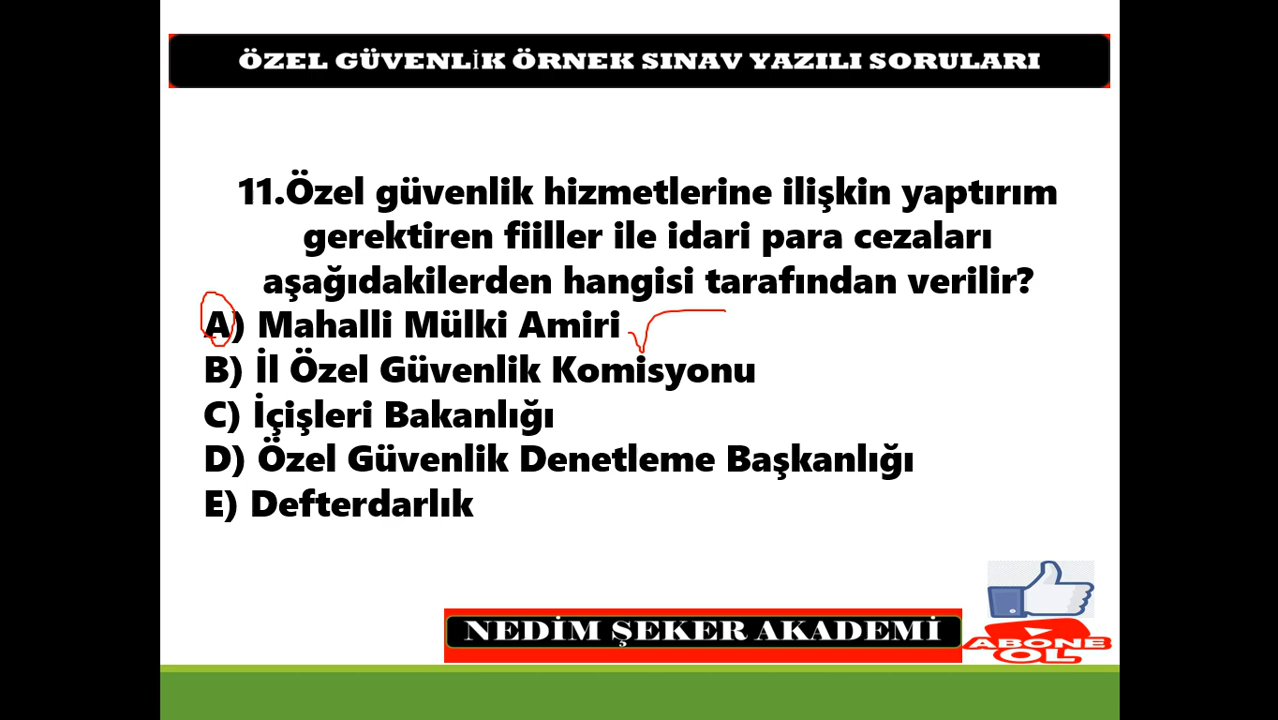 ÖZEL GÜVENLİK ÖRNEK SINAV YAZILI SORULARI
11.Özel güvenlik hizmetlerine ilişkin yaptırım
gerektiren fiiller ile idari para cezaları
aşağıdakilerden hangisi tarafından verilir?
A) Mahalli Mülki Amiri
B) İl Özel Güvenlik Komisyonu
C) İçişleri Bakanlığı
D) Özel Güvenlik Denetleme Başkanlığı
E) Defterdarlık
NEDİM ŞEKER AKADEMİ
ABONE
OL